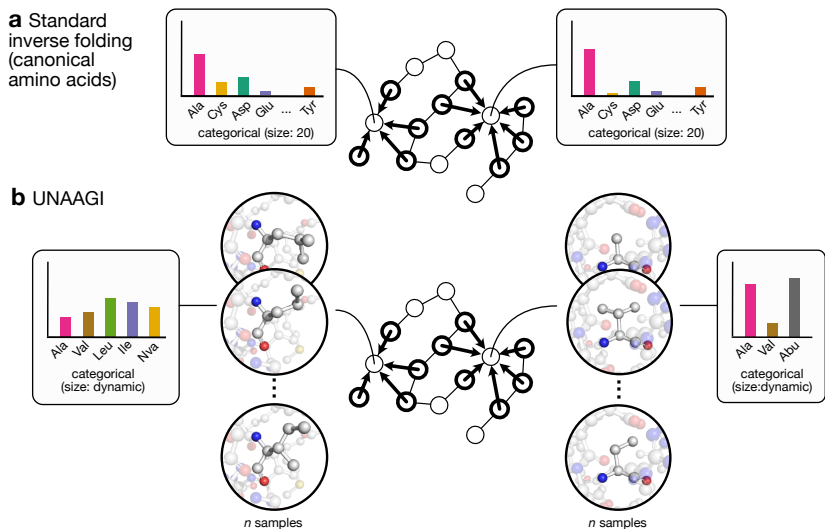 a Standard
inverse folding
(canonical
amino acids)
Ala Cys Asp Glu ... Tyr
categorical (size: 20)
Ala Cys Asp Glu ... Tyr
categorical (size: 20)
b UNAAGI
Ala Val Leu Ile Nva
categorical
(size: dynamic)
Ala Val Abu
categorical
(size:dynamic)
n samples
n samples